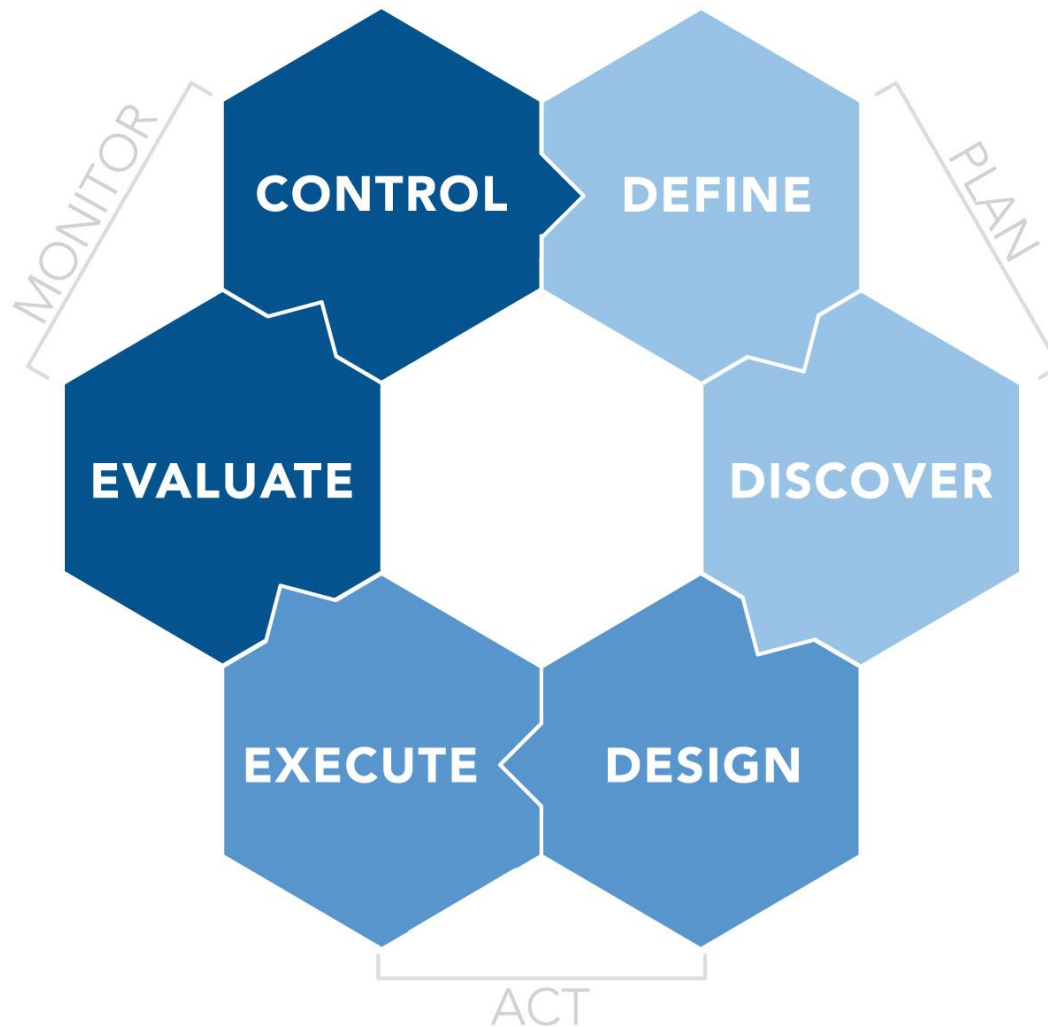 MONITOR
PLAN
CONTROL
DEFINE
EVALUATE
DISCOVER
EXECUTE
DESIGN
ACT